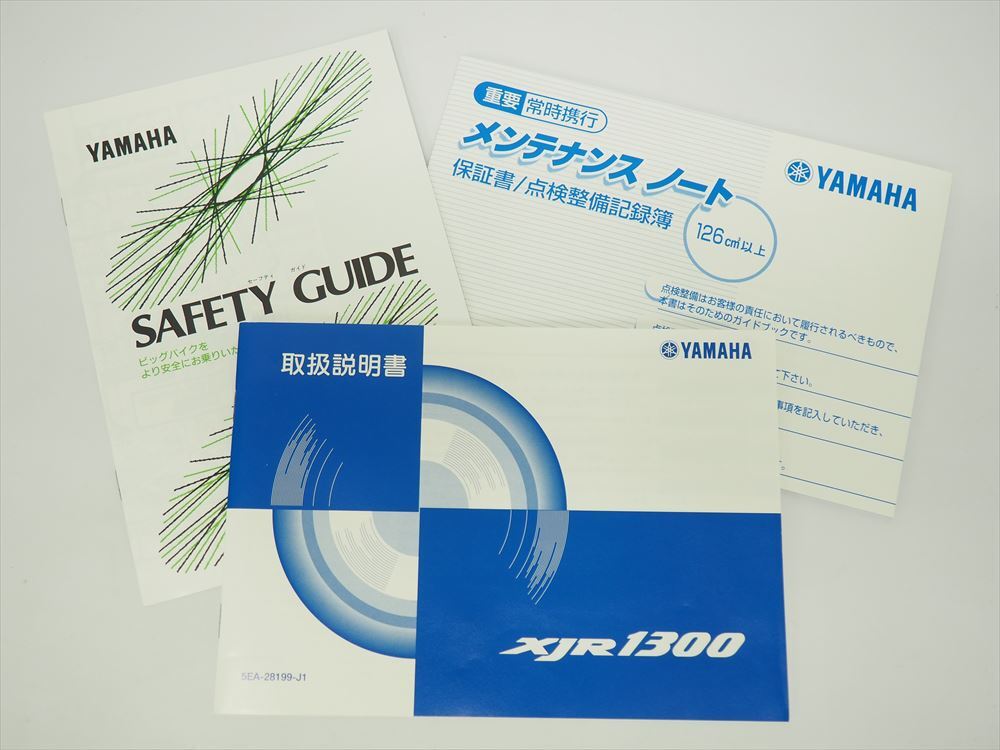 YAMAHA
セーフティ ガイド
SAFETY GUIDE
ビッグバイクを
より安全にお乗りいた
重要 常時携行
メンテナンス ノート
保証書/点検整備記録簿
126cm³以上
YAMAHA
点検整備はお客様の責任において履行されるべきもので、
本書はそのためのガイドブックです。
下さい。
事項を記入していただき、
取扱説明書
YAMAHA
XJR1300
5EA-28199-J1